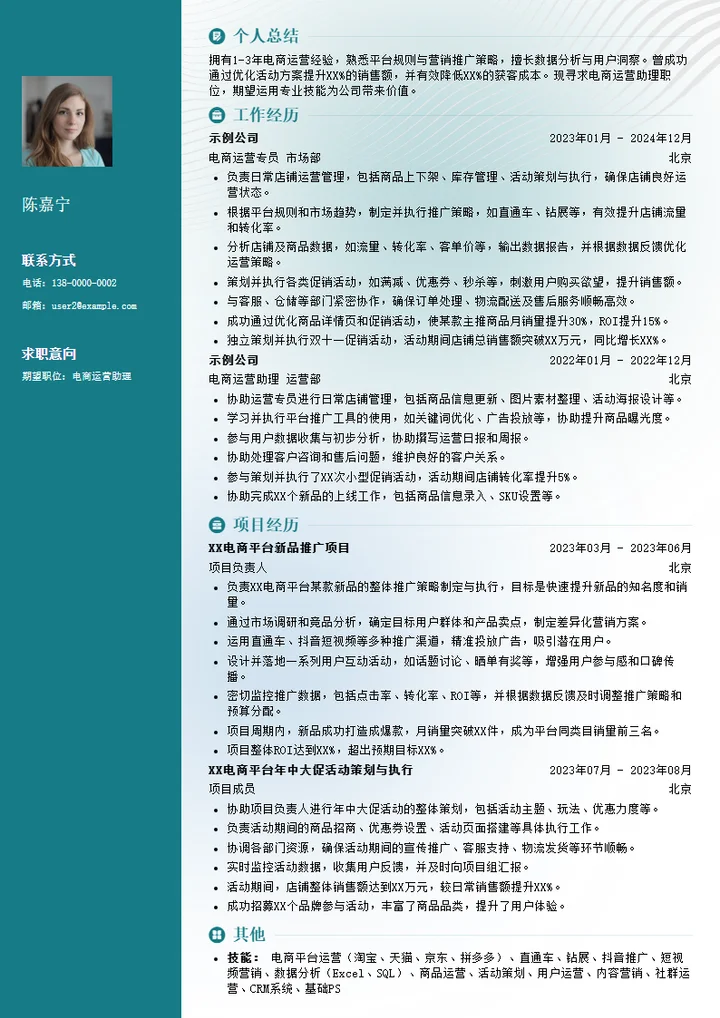 陈嘉宁
联系方式
电话：138-0000-0002
邮箱：user2@example.com
求职意向
期望职位：电商运营助理
个人总结
拥有1-3年电商运营经验，熟悉平台规则与营销推广策略，擅长数据分析与用户洞察。曾成功
通过优化活动方案提升XX%的销售额，并有效降低XX%的获客成本。现寻求电商运营助理职
位，期望运用专业技能为公司带来价值。
工作经历
示例公司 2023年01月 - 2024年12月
电商运营专员 市场部 北京
• 负责日常店铺运营管理，包括商品上下架、库存管理、活动策划与执行，确保店铺良好运
营状态。
• 根据平台规则和市场趋势，制定并执行推广策略，如直通车、钻展等，有效提升店铺流量
和转化率。
• 分析店铺及商品数据，如流量、转化率、客单价等，输出数据报告，并根据数据反馈优化
运营策略。
• 策划并执行各类促销活动，如满减、优惠券、秒杀等，刺激用户购买欲望，提升销售额。
• 与客服、仓储等部门紧密协作，确保订单处理、物流配送及售后服务顺畅高效。
• 成功通过优化商品详情页和促销活动，使某款主推商品月销量提升30%，ROI提升15%。
• 独立策划并执行双十一促销活动，活动期间店铺总销售额突破XX万元，同比增长XX%。
示例公司 2022年01月 - 2022年12月
电商运营助理 运营部 北京
• 协助运营专员进行日常店铺管理，包括商品信息更新、图片素材整理、活动海报设计等。
• 学习并执行平台推广工具的使用，如关键词优化、广告投放等，协助提升商品曝光度。
• 参与用户数据收集与初步分析，协助撰写运营日报和周报。
• 协助处理客户咨询和售后问题，维护良好的客户关系。
• 参与策划并执行了XX次小型促销活动，活动期间店铺转化率提升5%。
• 协助完成XX个新品的上线工作，包括商品信息录入、SKU设置等。
项目经历
XX电商平台新品推广项目 2023年03月 - 2023年06月
项目负责人 北京
• 负责XX电商平台某款新品的整体推广策略制定与执行，目标是快速提升新品的知名度和销
量。
• 通过市场调研和竞品分析，确定目标用户群体和产品卖点，制定差异化营销方案。
• 运用直通车、抖音短视频等多种推广渠道，精准投放广告，吸引潜在用户。
• 设计并落地一系列用户互动活动，如话题讨论、晒单有奖等，增强用户参与感和口碑传
播。
• 密切监控推广数据，包括点击率、转化率、ROI等，并根据数据反馈及时调整推广策略和
预算分配。
• 项目周期内，新品成功打造成爆款，月销量突破XX件，成为平台同类目销量前三名。
• 项目整体ROI达到XX%，超出预期目标XX%。
XX电商平台年中大促活动策划与执行 2023年07月 - 2023年08月
项目成员 北京
• 协助项目负责人进行年中大促活动的整体策划，包括活动主题、玩法、优惠力度等。
• 负责活动期间的商品招商、优惠券设置、活动页面搭建等具体执行工作。
• 协调各部门资源，确保活动期间的宣传推广、客服支持、物流发货等环节顺畅。
• 实时监控活动数据，收集用户反馈，并及时向项目组汇报。
• 活动期间，店铺整体销售额达到XX万元，较日常销售额提升XX%。
• 成功招募XX个品牌参与活动，丰富了商品品类，提升了用户体验。
其他
• 技能： 电商平台运营（淘宝、天猫、京东、拼多多）、直通车、钻展、抖音推广、短视
频营销、数据分析（Excel、SQL）、商品运营、活动策划、用户运营、内容营销、社群运
营、CRM系统、基础PS